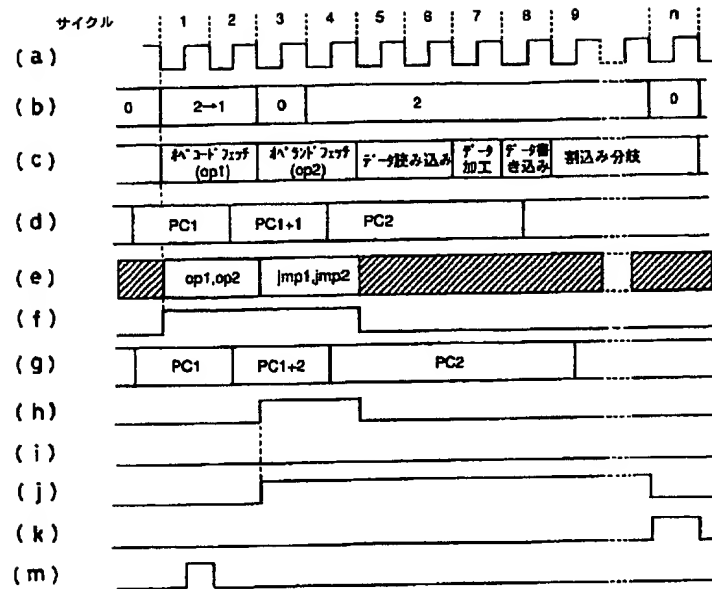 サイクル 1 2 3 4 5 6 7 8 9 n
(a)
(b) 0 2→1 0 2 0
(c) オペコードフェッチ(op1) オペランドフェッチ(op2) データ読み込み データ加工 データ書き込み 割込み分岐
(d) PC1 PC1+1 PC2
(e) op1,op2 jmp1,jmp2
(f)
(g) PC1 PC1+2 PC2
(h)
(i)
(j)
(k)
(m)